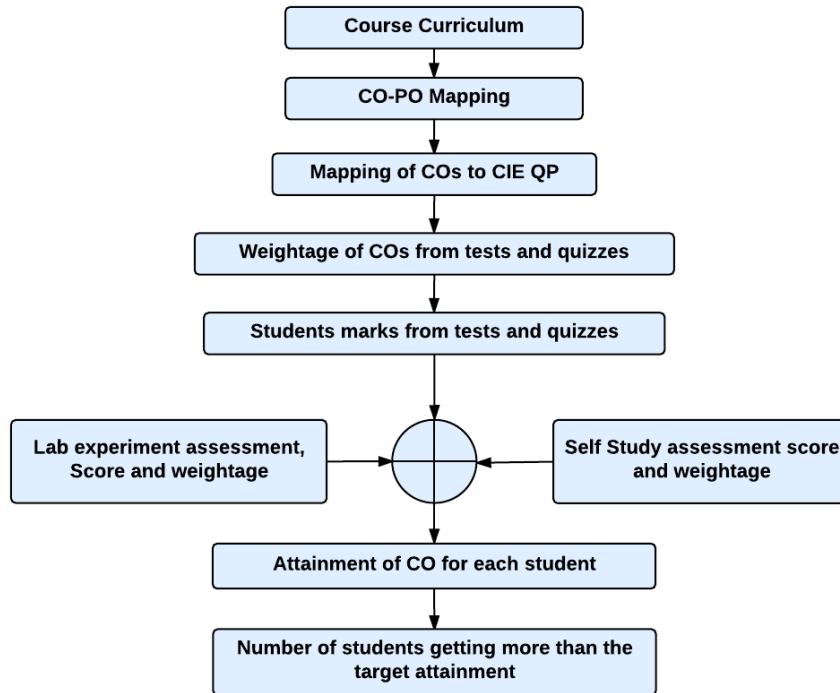 Course Curriculum
CO-PO Mapping
Mapping of COs to CIE QP
Weightage of COs from tests and quizzes
Students marks from tests and quizzes
Lab experiment assessment,
Score and weightage
Self Study assessment score
and weightage
Attainment of CO for each student
Number of students getting more than the
target attainment